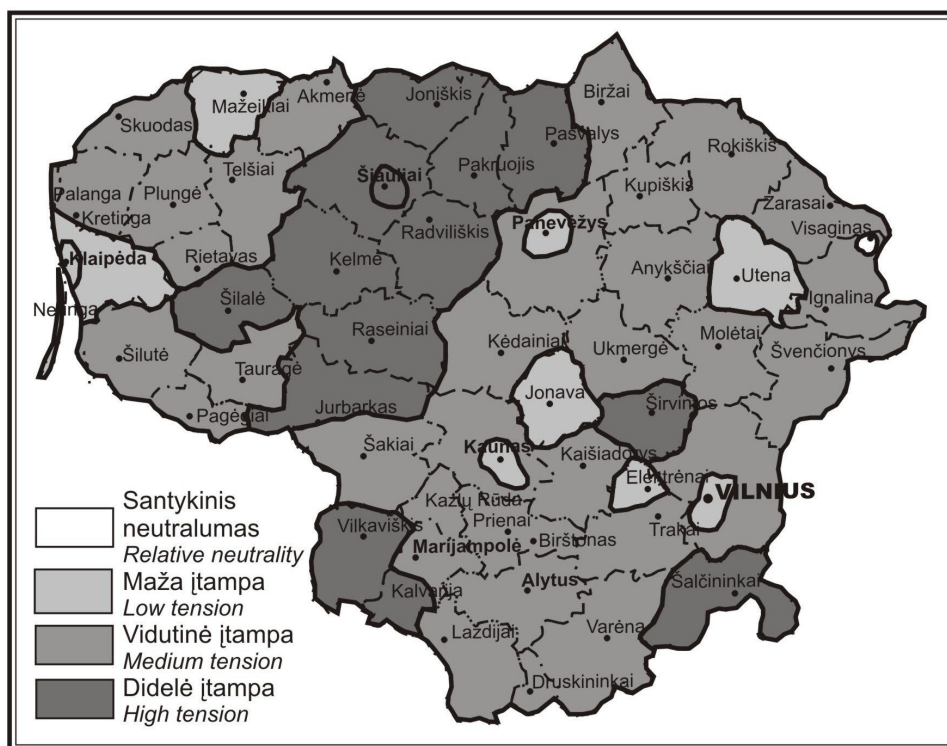 Mažeikiai
Akmenė
Joniškis
Biržai
Skuodas
Pasvalys
Rokiškis
Telšiai
Pakruojis
Šiauliai
Kupiškis
Palanga
Plungė
Žarasai
Kretinga
Radviliškis
Panevėžys
Visaginas
Klaipėda
Rietavas
Kelmė
Anykščiai
Utena
Neringa
Šilalė
Ignalina
Raseiniai
Molėtai
Šilutė
Kėdainiai
Ukmergė
Švenčionys
Tauragė
Jonava
Širvintos
Pagėgiai
Jurbarkas
Šakiai
Kaunas
Kaišiadorys
Elektrėnai
VILNIUS
Kazlų Rūda
Vilkaviškis
Prienai
Trakai
Birštonas
Marijampolė
Kalvarija
Alytus
Šalčininkai
Lazdijai
Varėna
Druskininkai
Santykinis
neutralumas
Relative neutrality
Maža įtampa
Low tension
Vidutinė įtampa
Medium tension
Didelė įtampa
High tension